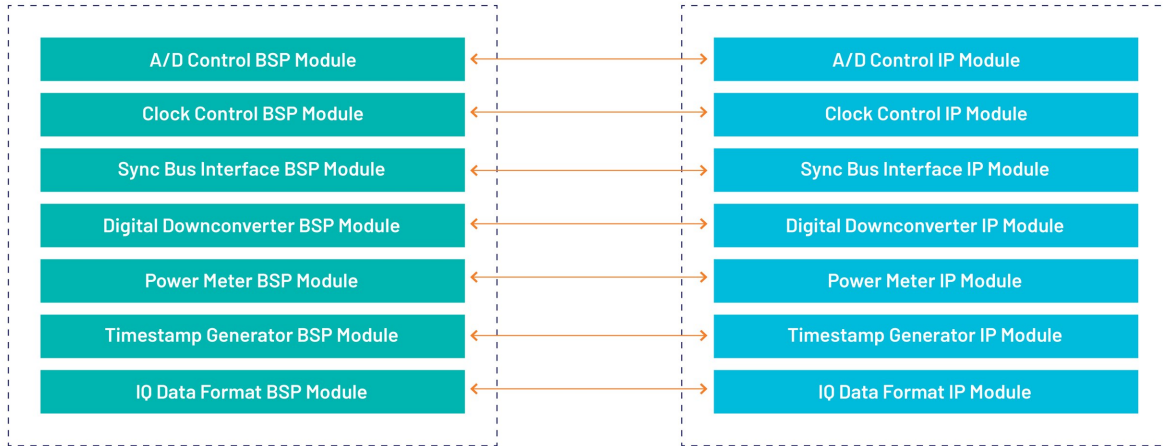 A/D Control BSP Module
A/D Control IP Module
Clock Control BSP Module
Clock Control IP Module
Sync Bus Interface BSP Module
Sync Bus Interface IP Module
Digital Downconverter BSP Module
Digital Downconverter IP Module
Power Meter BSP Module
Power Meter IP Module
Timestamp Generator BSP Module
Timestamp Generator IP Module
IQ Data Format BSP Module
IQ Data Format IP Module